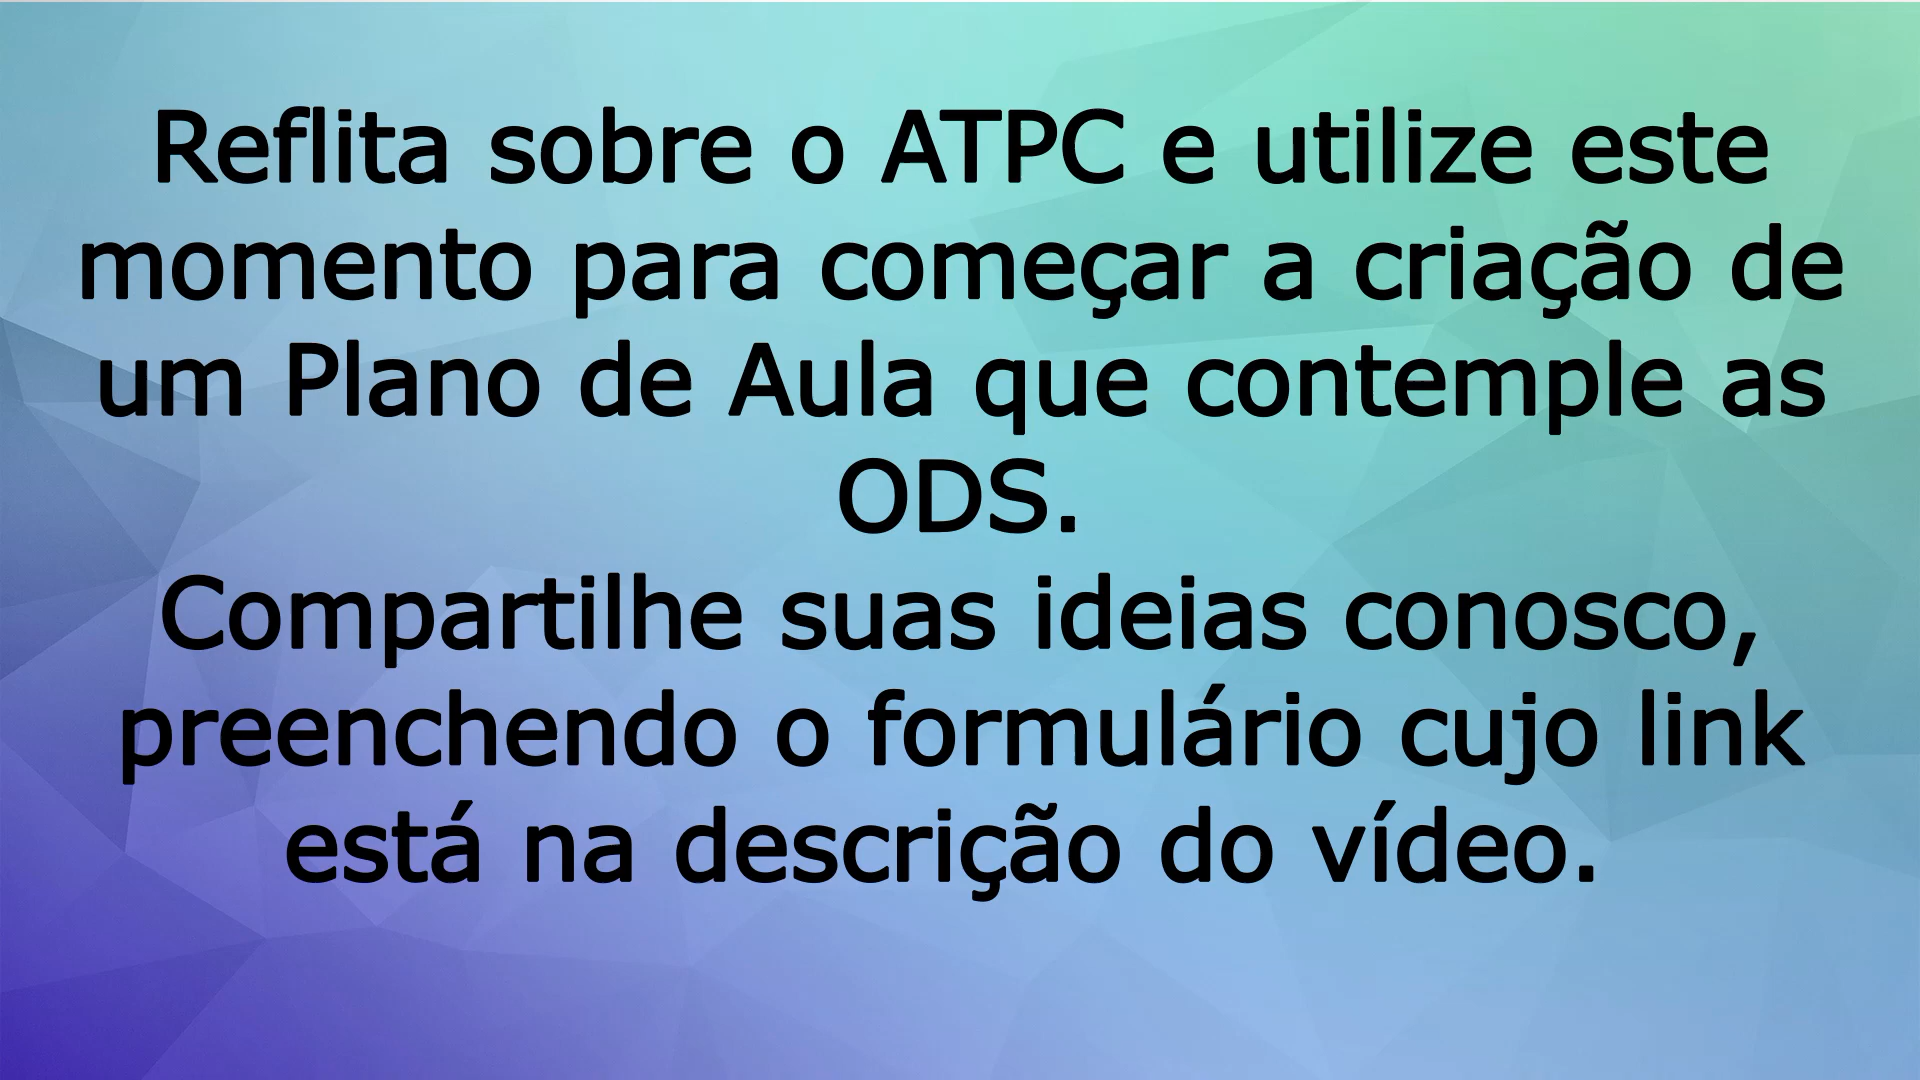 Reflita sobre o ATPC e utilize este
momento para começar a criação de
um Plano de Aula que contemple as
ODS.
Compartilhe suas ideias conosco,
preenchendo o formulário cujo link
está na descrição do vídeo.